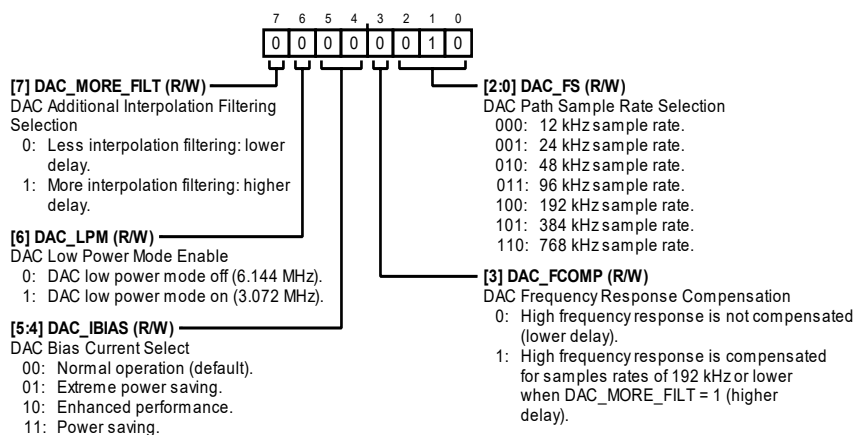 7 6 5 4 3 2 1 0
0 0 0 0 0 0 1 0
[7] DAC_MORE_FILT (R/W)
DAC Additional Interpolation Filtering
Selection
0: Less interpolation filtering: lower
delay.
1: More interpolation filtering: higher
delay.
[6] DAC_LPM (R/W)
DAC Low Power Mode Enable
0: DAC low power mode off (6.144 MHz).
1: DAC low power mode on (3.072 MHz).
[5:4] DAC_IBIAS (R/W)
DAC Bias Current Select
00: Normal operation (default).
01: Extreme power saving.
10: Enhanced performance.
11: Power saving.
[2:0] DAC_FS (R/W)
DAC Path Sample Rate Selection
000: 12 kHz sample rate.
001: 24 kHz sample rate.
010: 48 kHz sample rate.
011: 96 kHz sample rate.
100: 192 kHz sample rate.
101: 384 kHz sample rate.
110: 768 kHz sample rate.
[3] DAC_FCOMP (R/W)
DAC Frequency Response Compensation
0: High frequency response is not compensated
(lower delay).
1: High frequency response is compensated
for samples rates of 192 kHz or lower
when DAC_MORE_FILT = 1 (higher
delay).